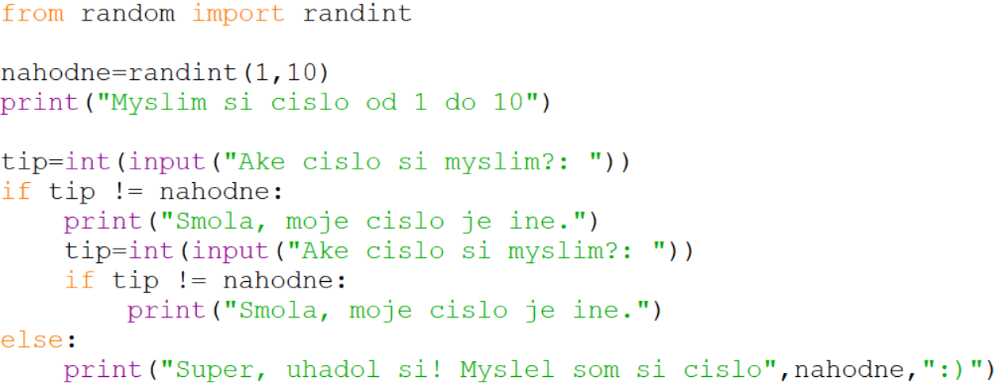 from random import randint
nahodne=randint(1,10)
print("Myslim si cislo od 1 do 10")
tip=int(input("Ake cislo si myslim?: "))
if tip != nahodne:
    print("Smola, moje cislo je ine.")
    tip=int(input("Ake cislo si myslim?: "))
    if tip != nahodne:
        print("Smola, moje cislo je ine.")
else:
    print("Super, uhadol si! Myslel som si cislo",nahodne,":)")